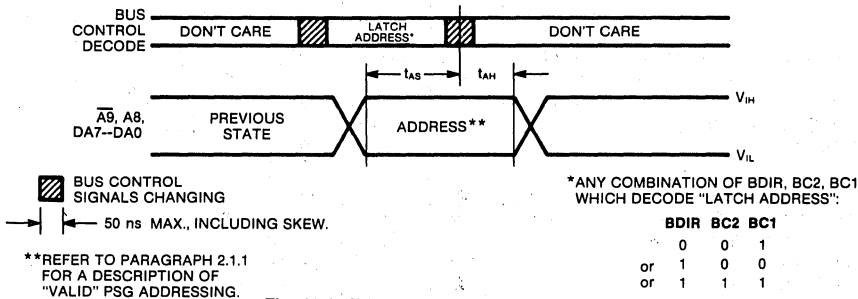 BUS
CONTROL
DECODE
DON'T CARE
LATCH
ADDRESS*
DON'T CARE
tAS
tAH
A9, A8,
DA7--DA0
PREVIOUS
STATE
ADDRESS**
VIH
VIL
BUS CONTROL
SIGNALS CHANGING
50 ns MAX., INCLUDING SKEW.
**REFER TO PARAGRAPH 2.1.1
FOR A DESCRIPTION OF
"VALID" PSG ADDRESSING.
*ANY COMBINATION OF BDIR, BC2, BC1
WHICH DECODE "LATCH ADDRESS":
BDIR BC2 BC1
0 0 1
or 1 0 0
or 1 1 1